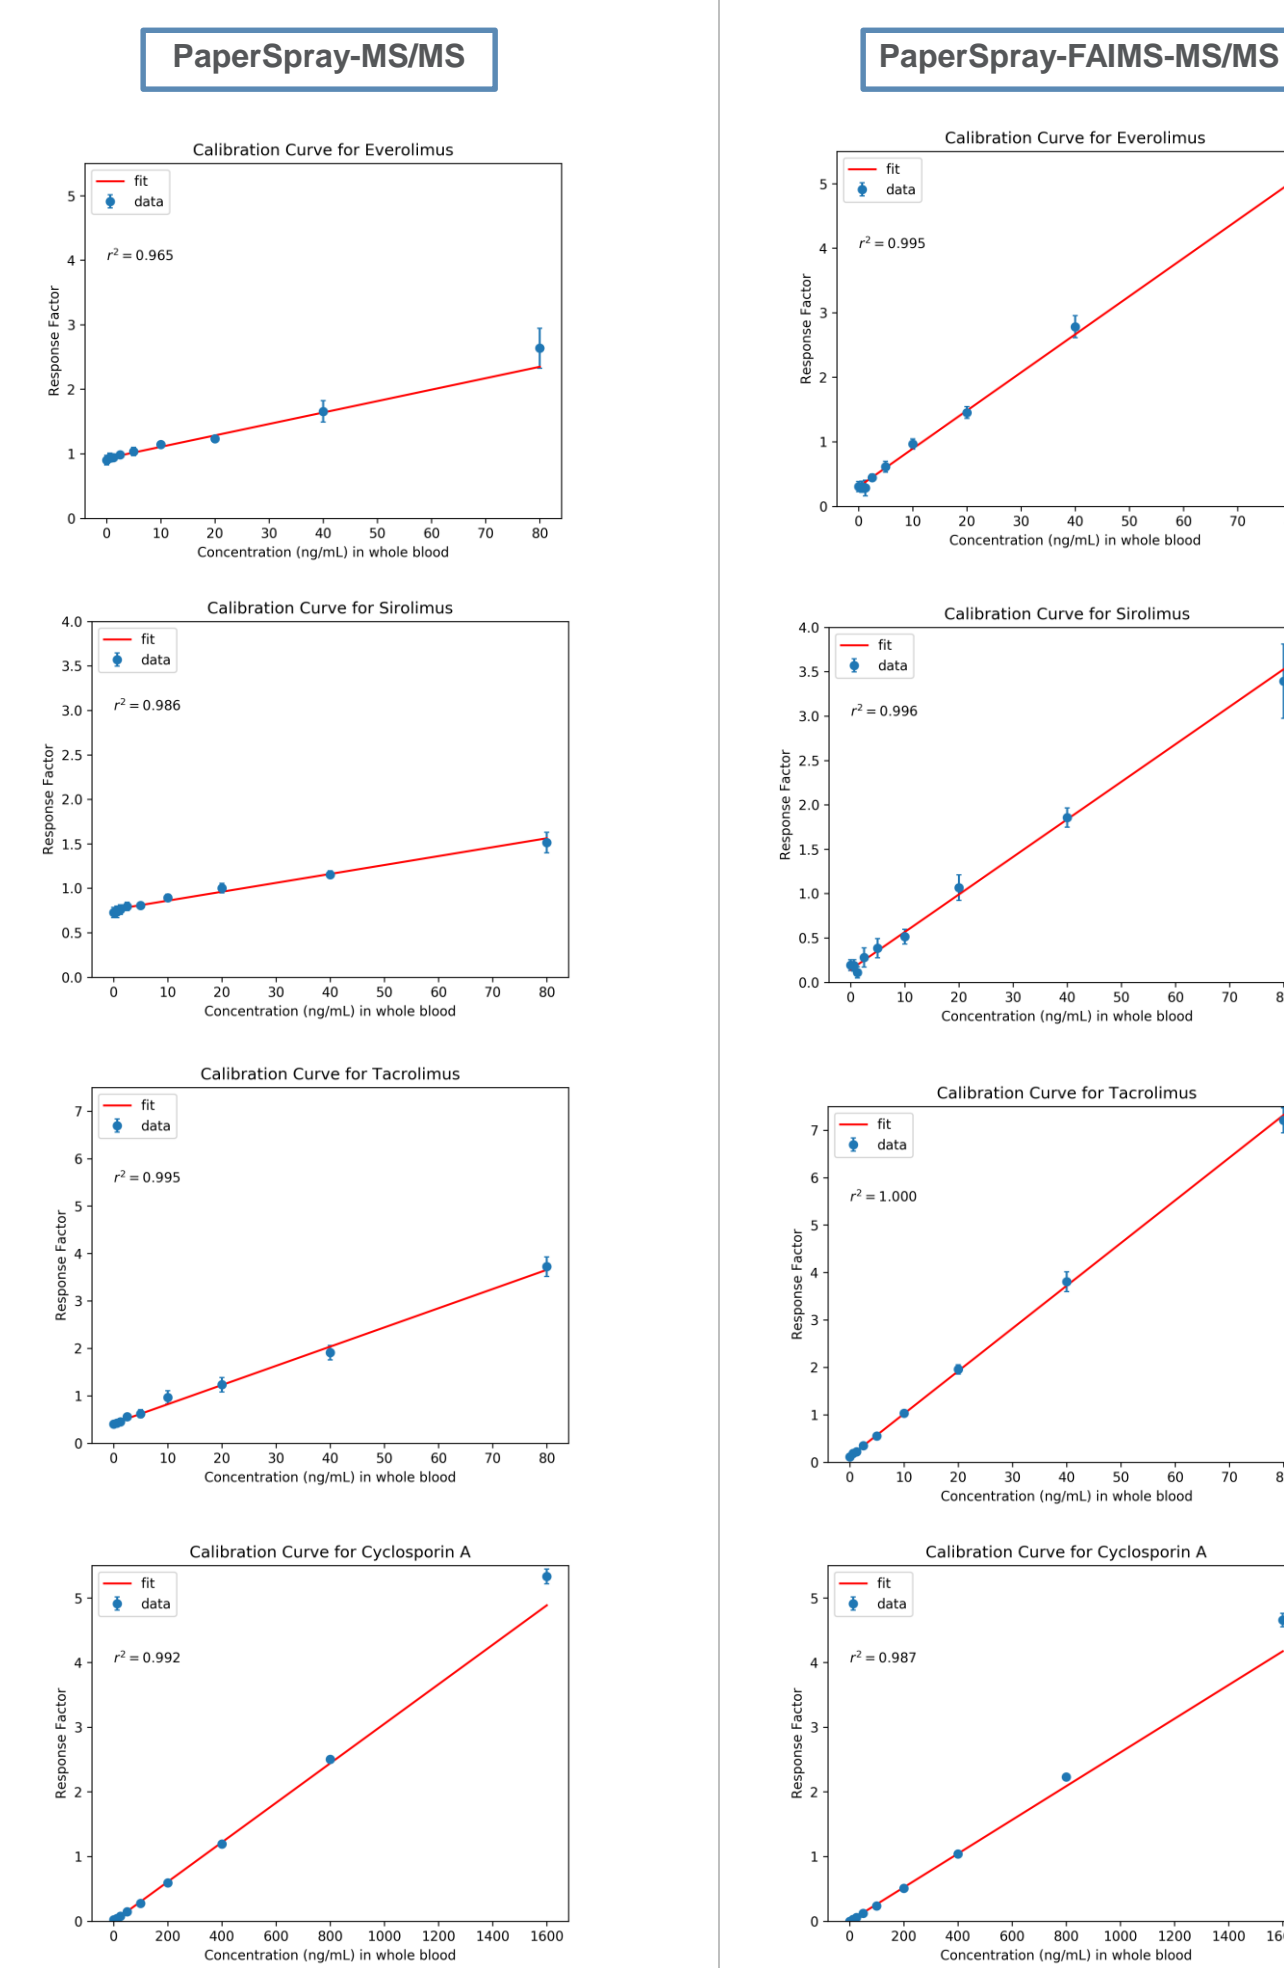 PaperSpray-MS/MS
Calibration Curve for Everolimus
fit
data
r² = 0.965
Response Factor
5
4
3
2
1
0
0 10 20 30 40 50 60 70 80
Concentration (ng/mL) in whole blood
Calibration Curve for Sirolimus
fit
data
r² = 0.986
Response Factor
4.0
3.5
3.0
2.5
2.0
1.5
1.0
0.5
0.0
0 10 20 30 40 50 60 70 80
Concentration (ng/mL) in whole blood
Calibration Curve for Tacrolimus
fit
data
r² = 0.995
Response Factor
7
6
5
4
3
2
1
0
0 10 20 30 40 50 60 70 80
Concentration (ng/mL) in whole blood
Calibration Curve for Cyclosporin A
fit
data
r² = 0.992
Response Factor
5
4
3
2
1
0
0 200 400 600 800 1000 1200 1400 1600
Concentration (ng/mL) in whole blood
PaperSpray-FAIMS-MS/MS
Calibration Curve for Everolimus
fit
data
r² = 0.995
Response Factor
5
4
3
2
1
0
0 10 20 30 40 50 60 70
Concentration (ng/mL) in whole blood
Calibration Curve for Sirolimus
fit
data
r² = 0.996
Response Factor
4.0
3.5
3.0
2.5
2.0
1.5
1.0
0.5
0.0
0 10 20 30 40 50 60 70
Concentration (ng/mL) in whole blood
Calibration Curve for Tacrolimus
fit
data
r² = 1.000
Response Factor
7
6
5
4
3
2
1
0
0 10 20 30 40 50 60 70
Concentration (ng/mL) in whole blood
Calibration Curve for Cyclosporin A
fit
data
r² = 0.987
Response Factor
5
4
3
2
1
0
0 200 400 600 800 1000 1200 1400
Concentration (ng/mL) in whole blood